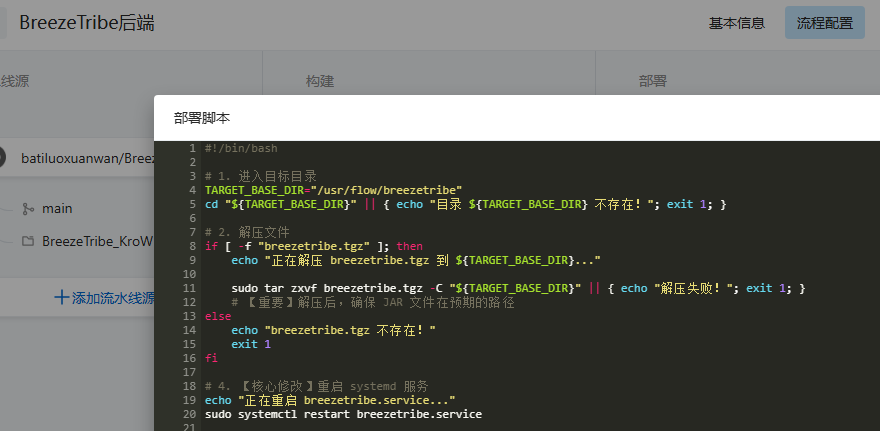 BreezeTribe后端
基本信息
流程配置
线源
构建
部署
部署脚本
batiluoxuanwan/Breez
main
BreezeTribe_KroW
添加流水线源
1 #!/bin/bash
2
3 # 1. 进入目标目录
4 TARGET_BASE_DIR="/usr/flow/breezetribe"
5 cd "${TARGET_BASE_DIR}" || { echo "目录 ${TARGET_BASE_DIR} 不存在！"; exit 1; }
6
7 # 2. 解压文件
8 if [ -f "breezetribe.tgz" ]; then
9 echo "正在解压 breezetribe.tgz 到 ${TARGET_BASE_DIR}..."
10
11 sudo tar zxvf breezetribe.tgz -C "${TARGET_BASE_DIR}" || { echo "解压失败！"; exit 1; }
12 # 【重要】解压后，确保 JAR 文件在预期的路径
13 else
14 echo "breezetribe.tgz 不存在！"
15 exit 1
16 fi
17
18 # 4. 【核心修改】重启 systemd 服务
19 echo "正在重启 breezetribe.service..."
20 sudo systemctl restart breezetribe.service
21